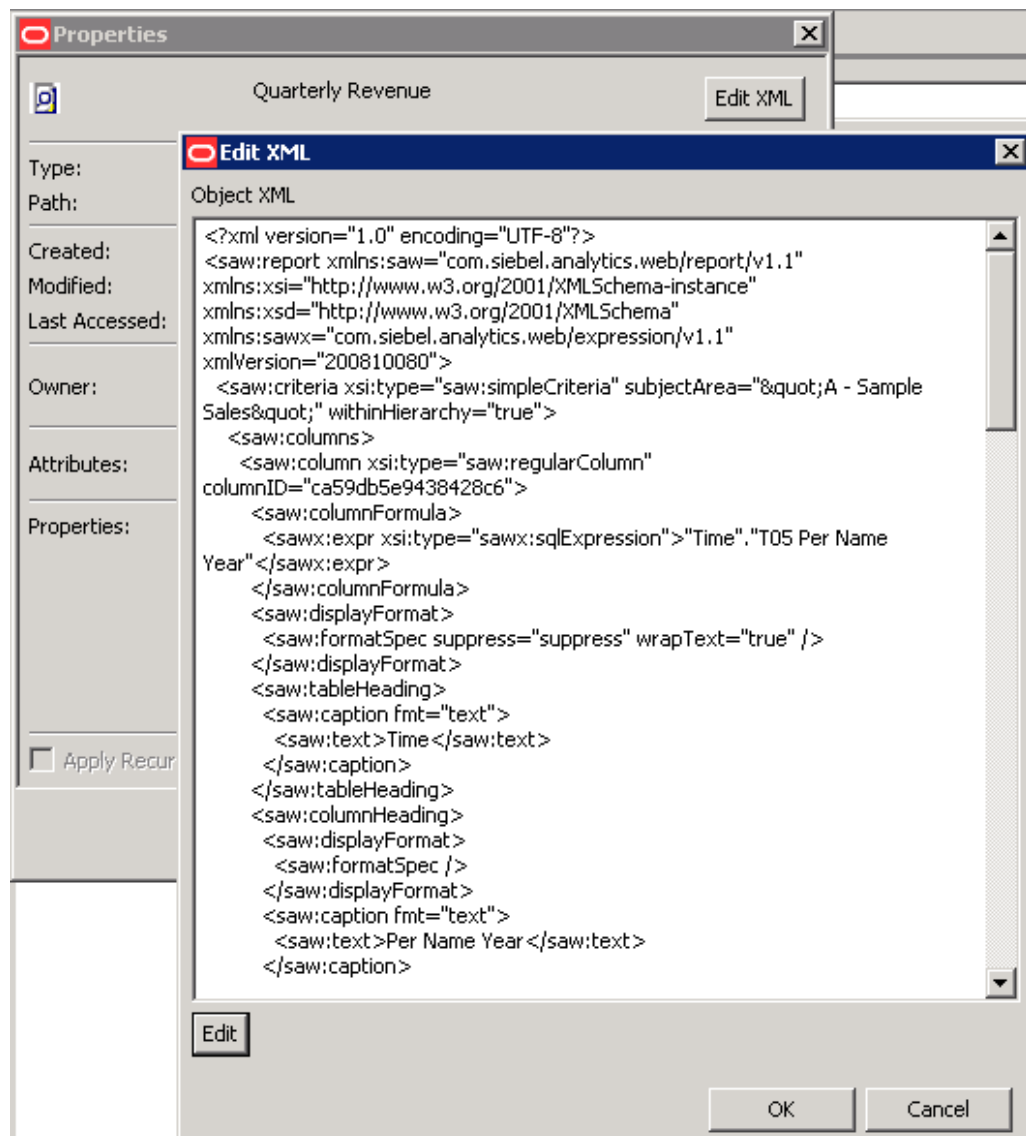 Properties
Quarterly Revenue
Edit XML
Type:
Path:
Created:
Modified:
Last Accessed:
Owner:
Attributes:
Properties:
Apply Recur
Edit XML
Object XML
<?xml version="1.0" encoding="UTF-8"?>
<saw:report xmlns:saw="com.siebel.analytics.web/report/v1.1"
xmlns:xsi="http://www.w3.org/2001/XMLSchema-instance"
xmlns:xsd="http://www.w3.org/2001/XMLSchema"
xmlns:sawx="com.siebel.analytics.web/expression/v1.1"
xmlVersion="200810080">
<saw:criteria xsi:type="saw:simpleCriteria" subjectArea="&quot;A - Sample
Sales&quot;" withinHierarchy="true">
<saw:columns>
<saw:column xsi:type="saw:regularColumn"
columnID="ca59db5e9438428c6">
<saw:columnFormula>
<sawx:expr xsi:type="sawx:sqlExpression">"Time"."T05 Per Name
Year"</sawx:expr>
</saw:columnFormula>
<saw:displayFormat>
<saw:formatSpec suppress="suppress" wrapText="true" />
</saw:displayFormat>
<saw:tableHeading>
<saw:caption fmt="text">
<saw:text>Time</saw:text>
</saw:caption>
</saw:tableHeading>
<saw:columnHeading>
<saw:displayFormat>
<saw:formatSpec />
</saw:displayFormat>
<saw:caption fmt="text">
<saw:text>Per Name Year</saw:text>
</saw:caption>
Edit
OK
Cancel